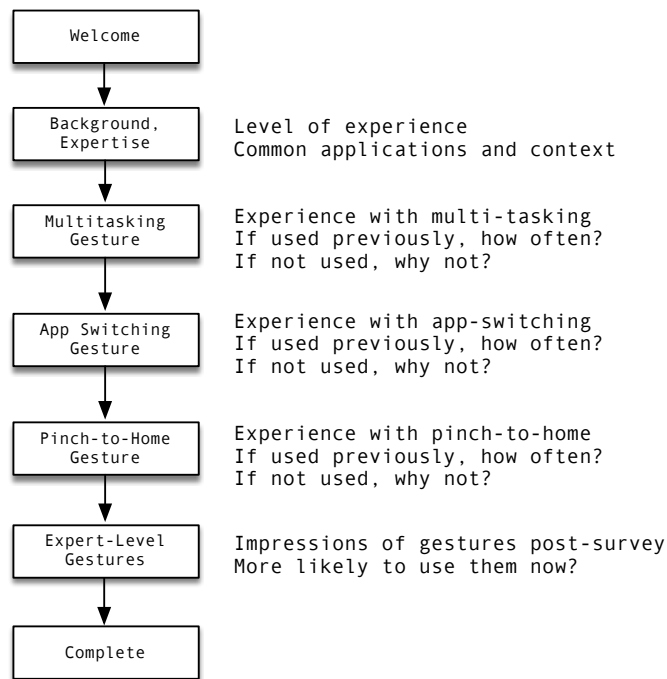 Welcome
Background,
Expertise
Level of experience
Common applications and context
Multitasking
Gesture
Experience with multi-tasking
If used previously, how often?
If not used, why not?
App Switching
Gesture
Experience with app-switching
If used previously, how often?
If not used, why not?
Pinch-to-Home
Gesture
Experience with pinch-to-home
If used previously, how often?
If not used, why not?
Expert-Level
Gestures
Impressions of gestures post-survey
More likely to use them now?
Complete